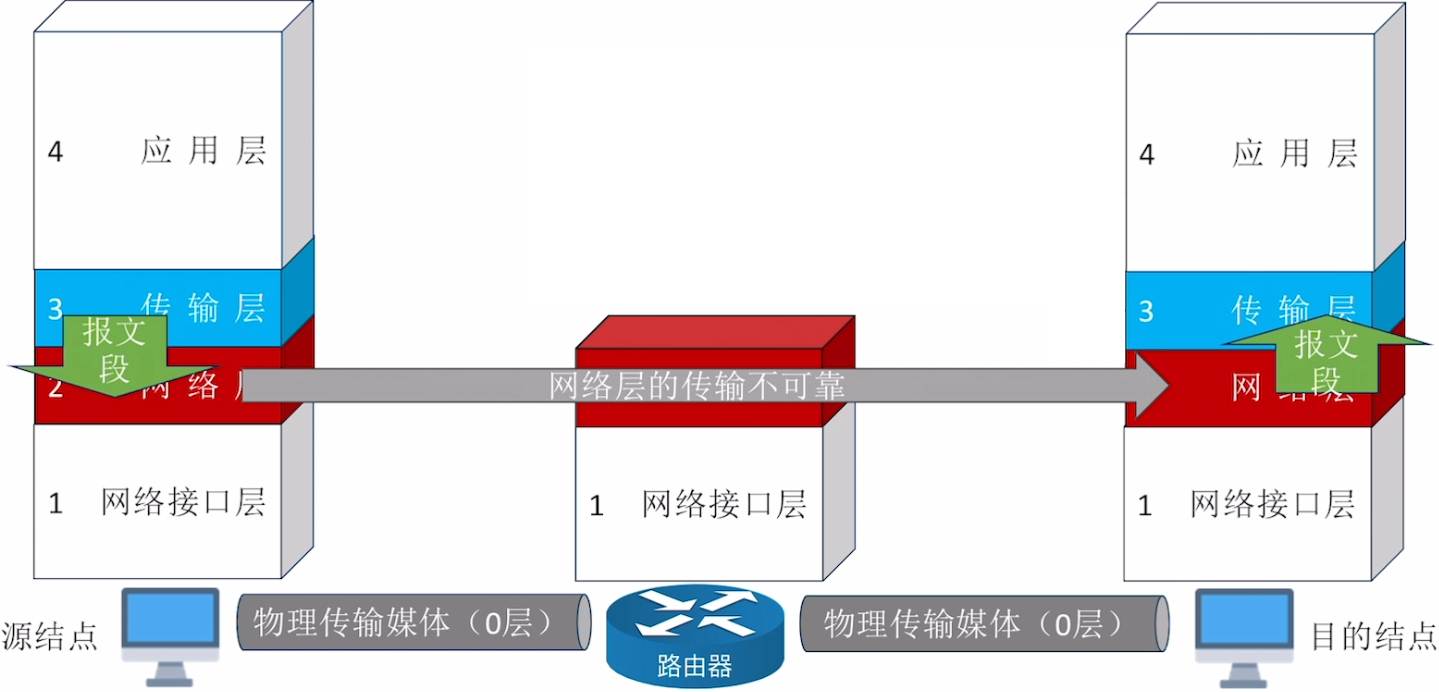 4 应用层
4 应用层
3 传输层
3 传输层
报文
段
报文
段
2 网络层
网络层的传输不可靠
网络层
1 网络接口层
1 网络接口层
1 网络接口层
源结点
物理传输媒体（0层）
路由器
物理传输媒体（0层）
目的结点